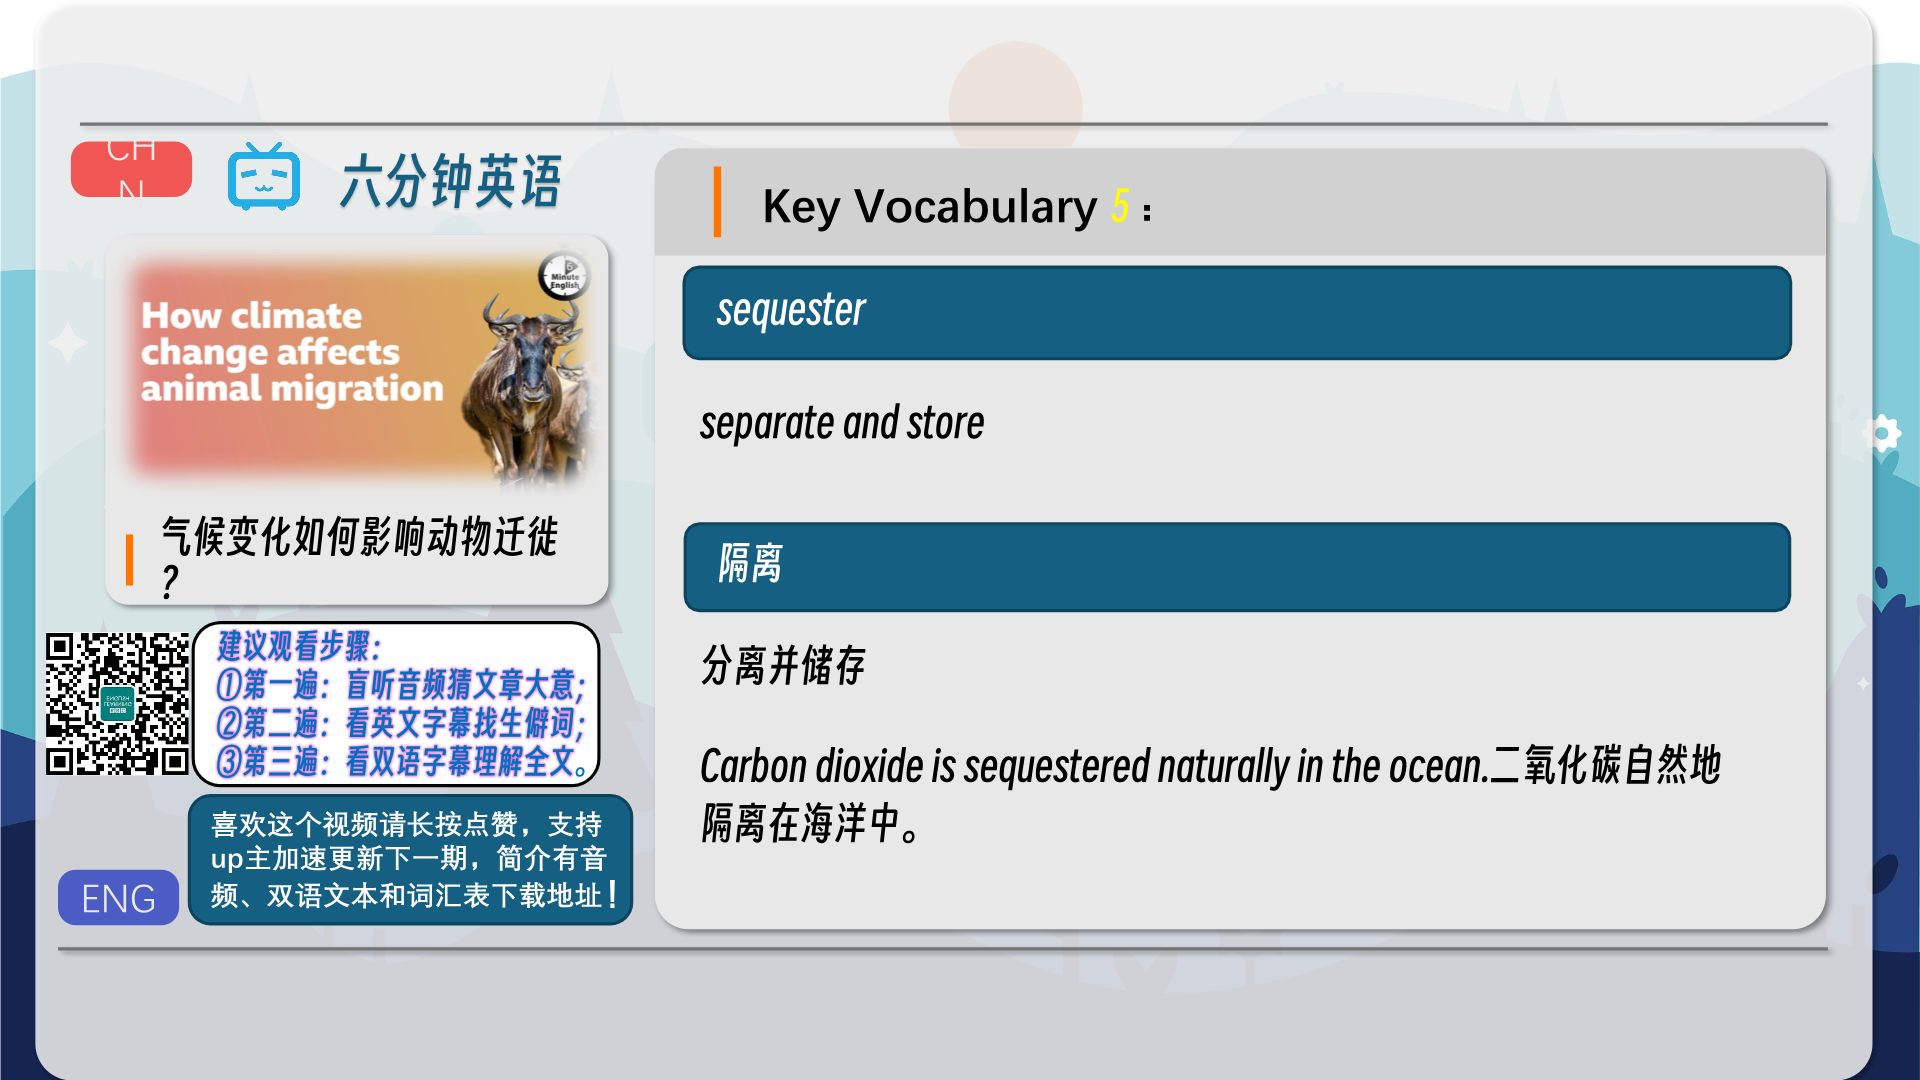 CH
N
六分钟英语
6
Minute
English
How climate
change affects
animal migration
气候变化如何影响动物迁徙
?
建议观看步骤：
①第一遍：盲听音频猜文章大意;
②第二遍：看英文字幕找生僻词;
③第三遍：看双语字幕理解全文。
喜欢这个视频请长按点赞，支持
up主加速更新下一期，简介有音
频、双语文本和词汇表下载地址！
ENG
Key Vocabulary 5：
sequester
separate and store
隔离
分离并储存
Carbon dioxide is sequestered naturally in the ocean.二氧化碳自然地
隔离在海洋中。